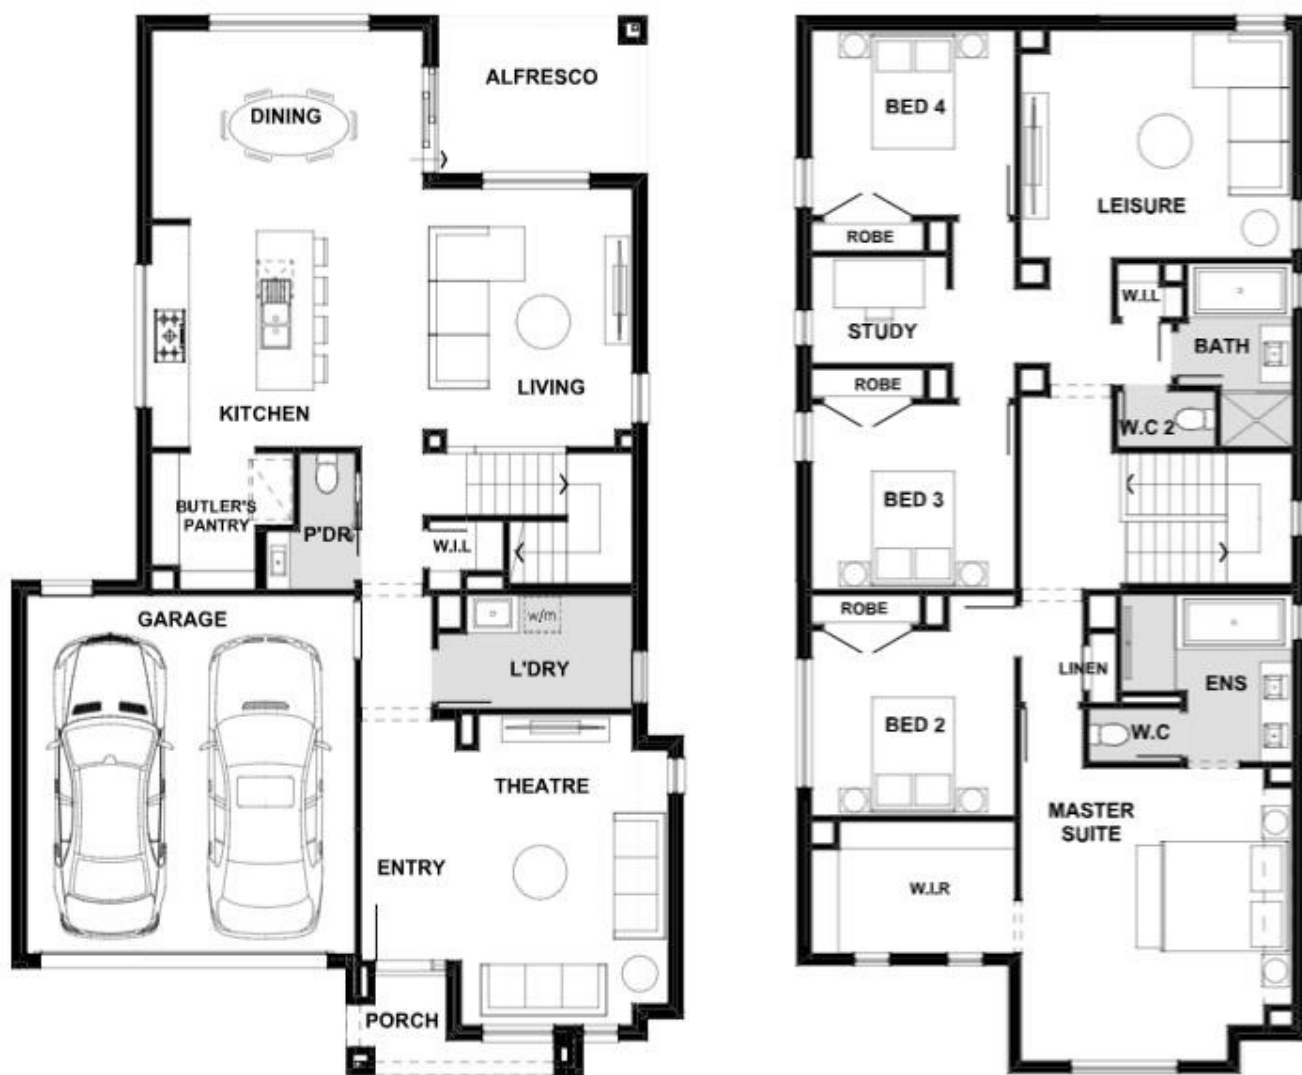 ALFRESCO
DINING
LIVING
KITCHEN
BUTLER'S
PANTRY
P'DR
W.I.L
GARAGE
w/m
L'DRY
THEATRE
ENTRY
PORCH
BED 4
LEISURE
ROBE
W.I.L
STUDY
BATH
ROBE
W.C 2
BED 3
ROBE
LINEN
ENS
BED 2
W.C
MASTER
SUITE
W.I.R